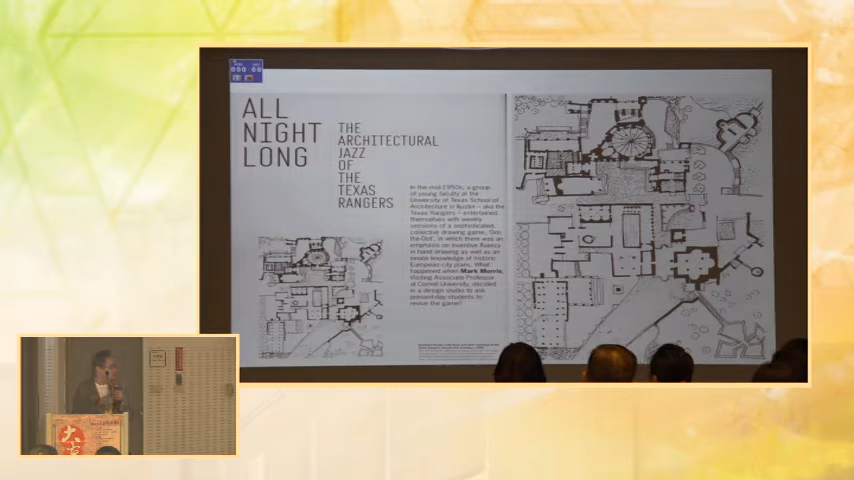 ALL
NIGHT
LONG
THE
ARCHITECTURAL
JAZZ
OF
THE
TEXAS
RANGERS
In the mid-1950s, a group
of young faculty at the
University of Texas School of
Architecture in Austin – aka the
Texas Rangers – entertained
themselves with weekly
sessions of a sophisticated,
collective drawing game, 'Dot-
the-Dot', in which there was an
emphasis on inventive fluency
in hand drawing as well as an
innate knowledge of historic
European city plans. What
happened when Mark Morris,
Visiting Associate Professor
at Cornell University, decided
in a design studio to ask
present-day students to
revive the game?
大